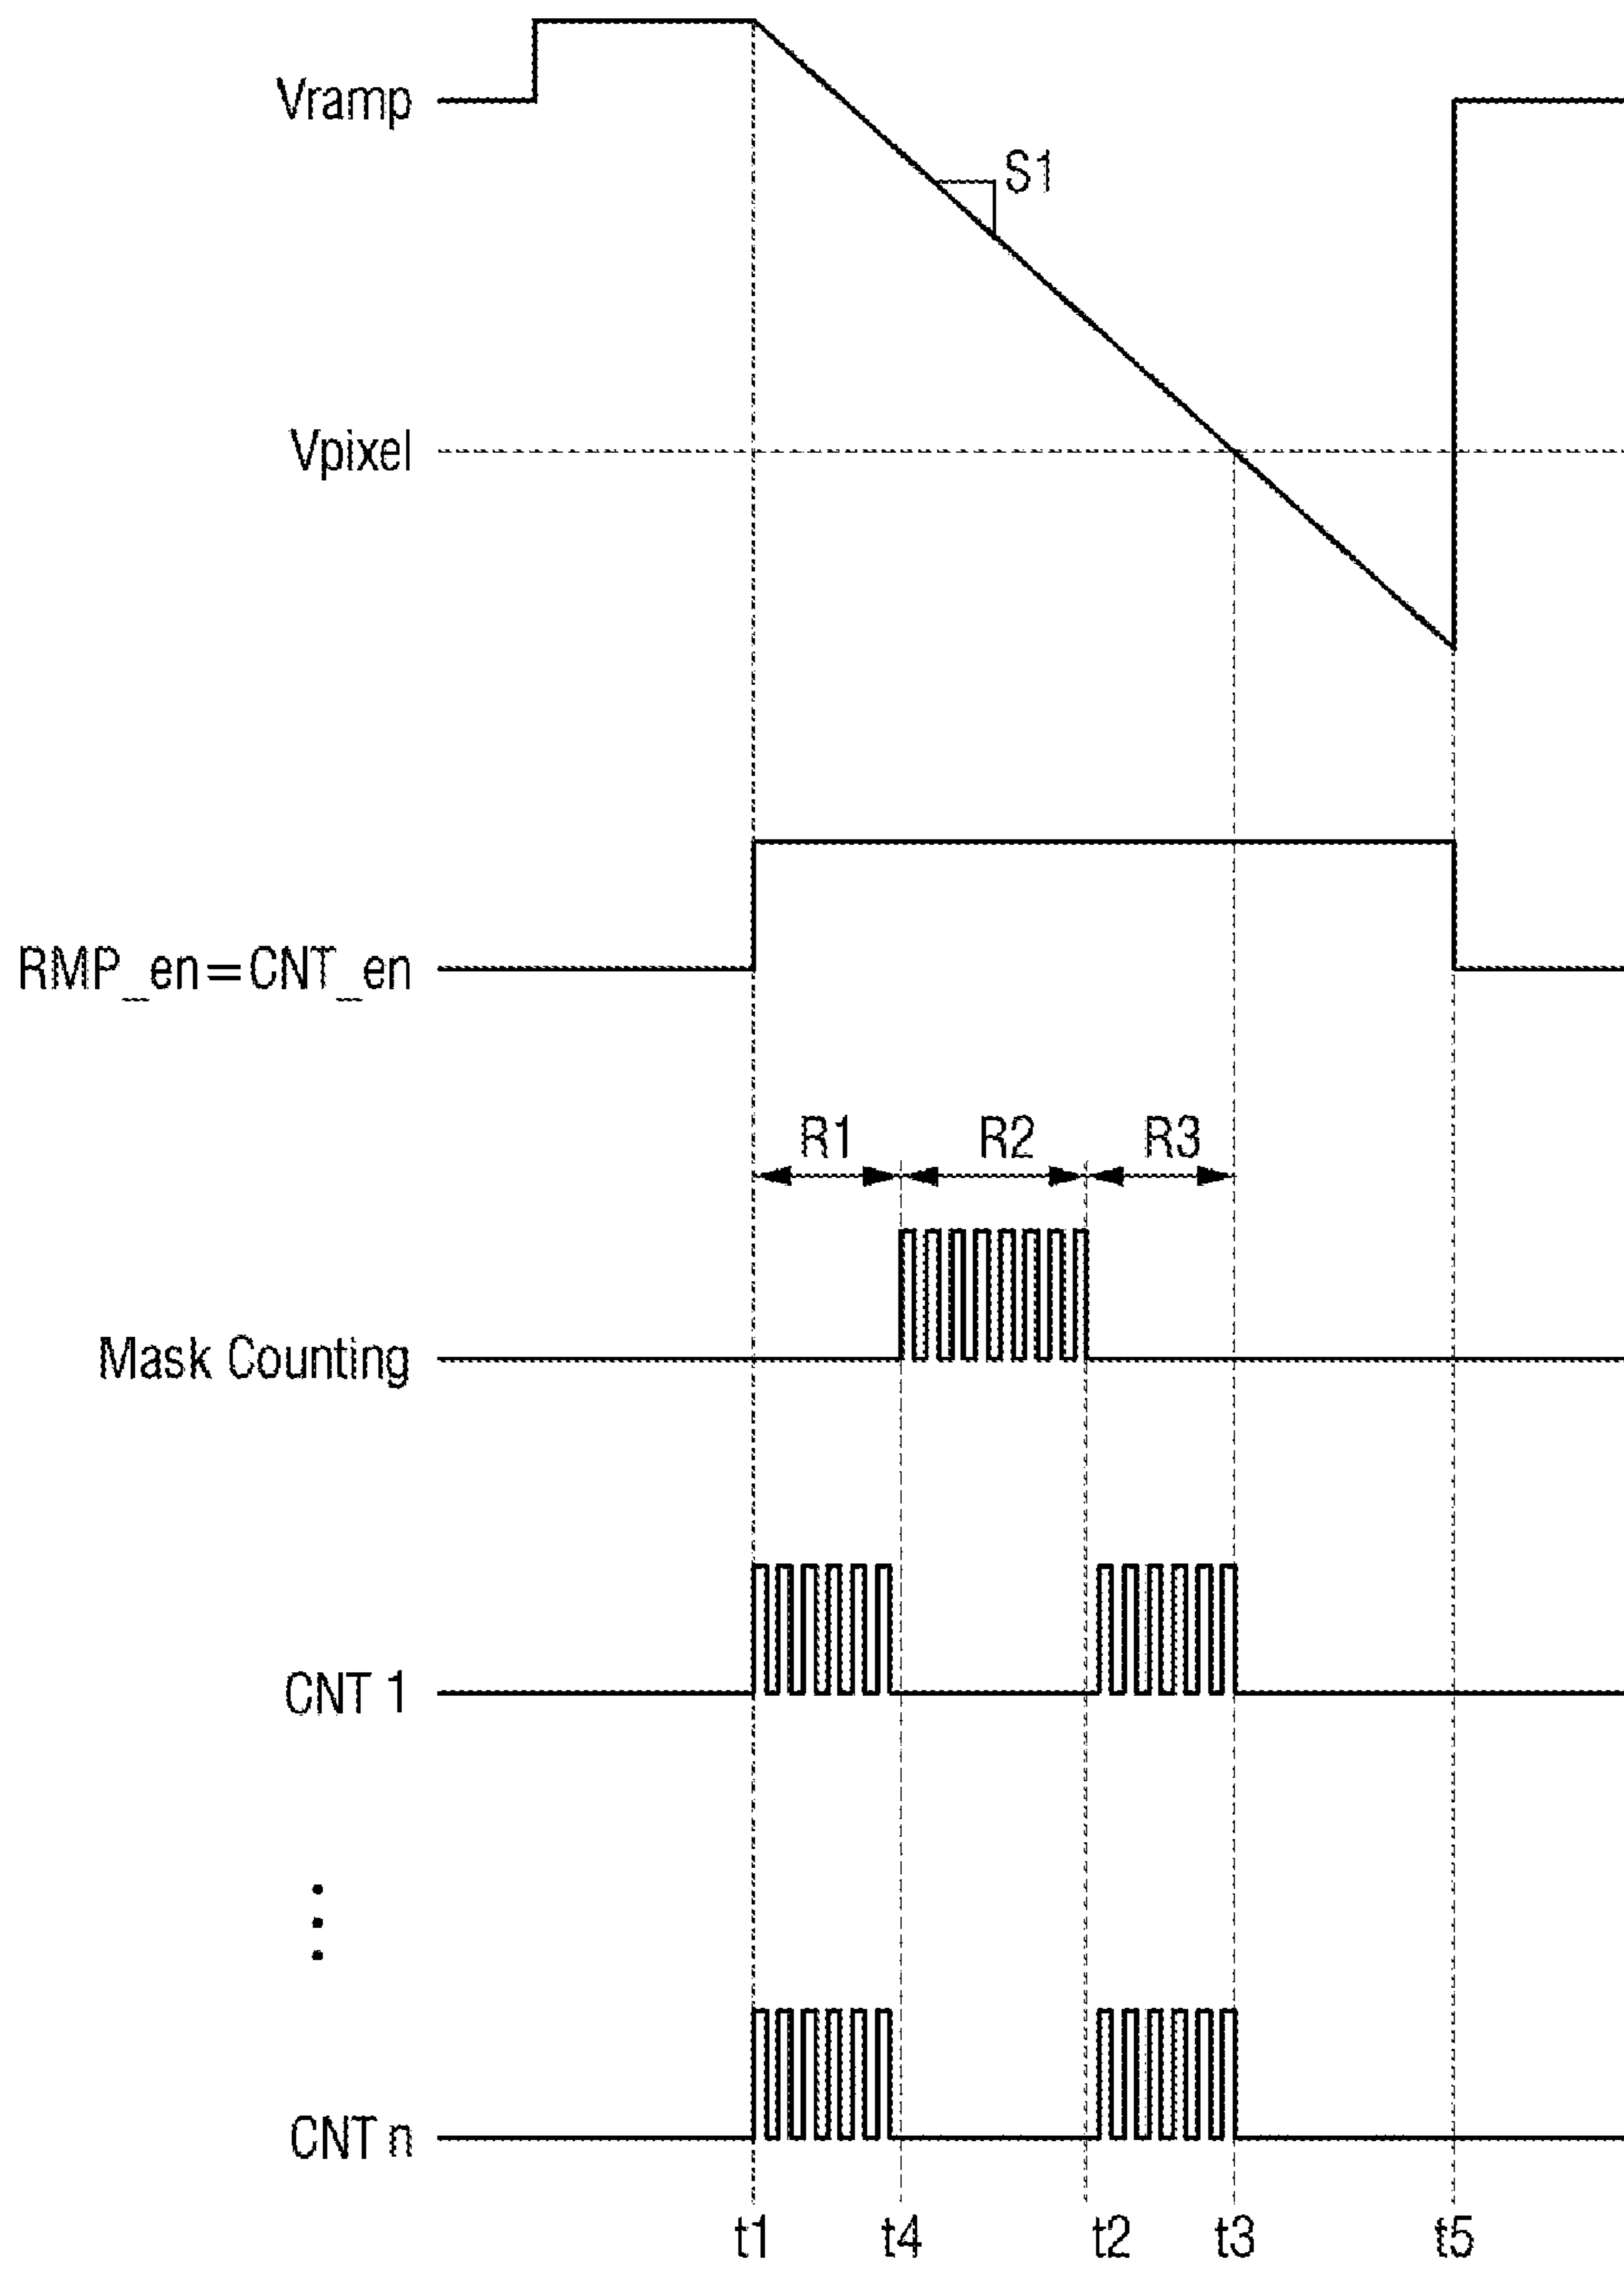 Vramp
S1
Vpixel
RMP_en=CNT_en
R1 R2 R3
Mask Counting
CNT 1
CNT n
t1 t4 t2 t3 t5